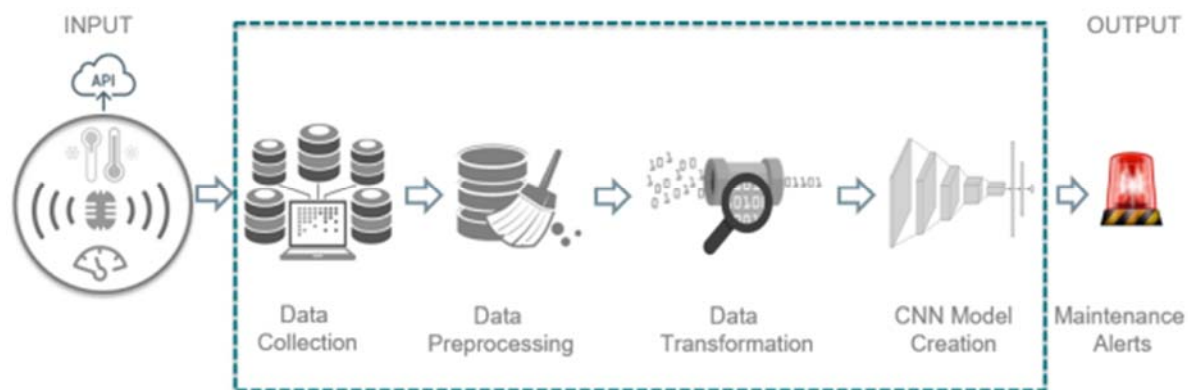 INPUT
OUTPUT
API
Data
Collection
Data
Preprocessing
Data
Transformation
CNN Model
Creation
Maintenance
Alerts